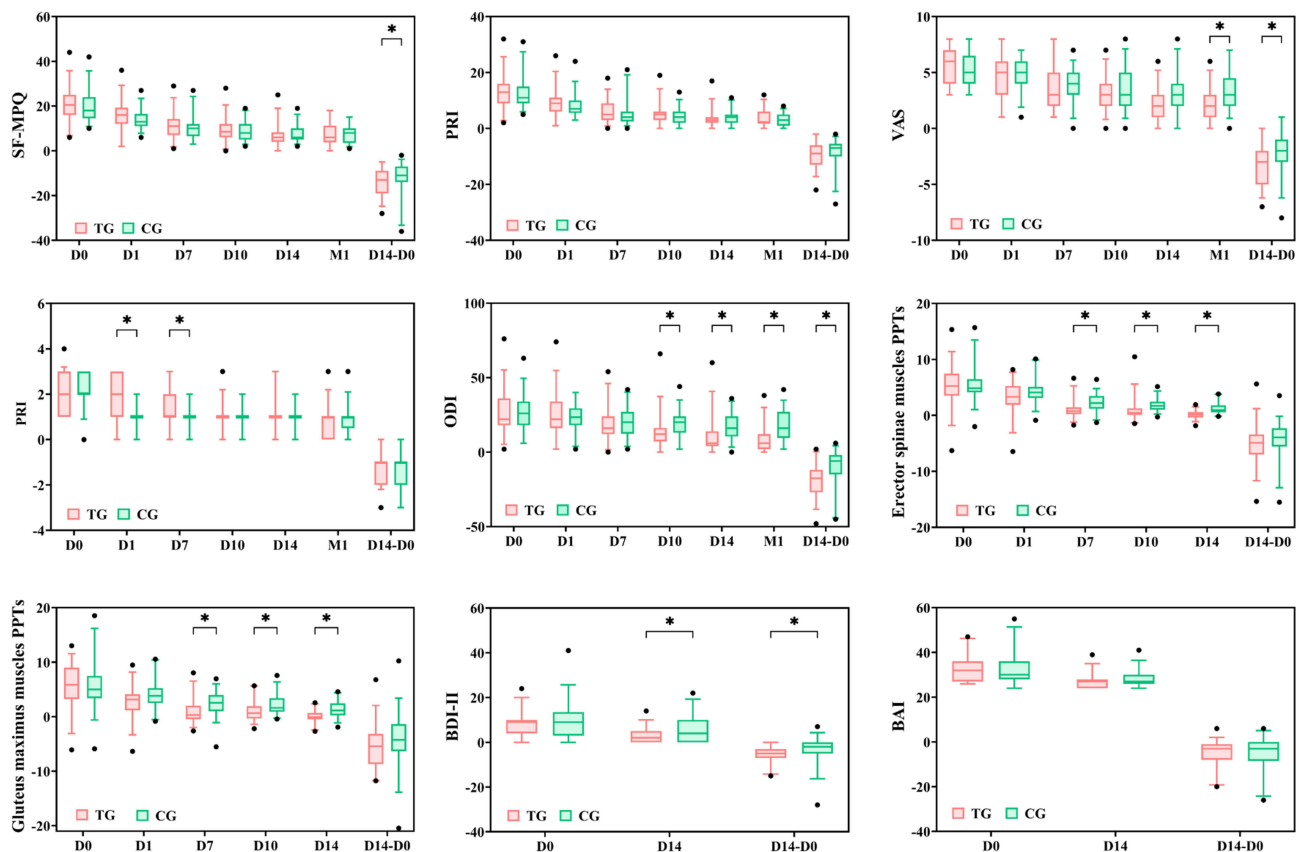 SF-MPQ
60
40
20
0
-20
-40
*
TG CG
D0 D1 D7 D10 D14 M1 D14-D0
PRI
40
20
0
-20
-40
TG CG
D0 D1 D7 D10 D14 M1 D14-D0
VAS
10
5
0
-5
-10
* *
TG CG
D0 D1 D7 D10 D14 M1 D14-D0
PRI
6
4
2
0
-2
-4
* *
TG CG
D0 D1 D7 D10 D14 M1 D14-D0
ODI
100
50
0
-50
* * * *
TG CG
D0 D1 D7 D10 D14 M1 D14-D0
Erector spinae muscles PPTs
20
10
0
-10
-20
* * *
TG CG
D0 D1 D7 D10 D14 D14-D0
Gluteus maximus muscles PPTs
20
10
0
-10
-20
* * *
TG CG
D0 D1 D7 D10 D14 D14-D0
BDI-II
60
40
20
0
-20
-40
* *
TG CG
D0 D14 D14-D0
BAI
60
40
20
0
-20
-40
TG CG
D0 D14 D14-D0